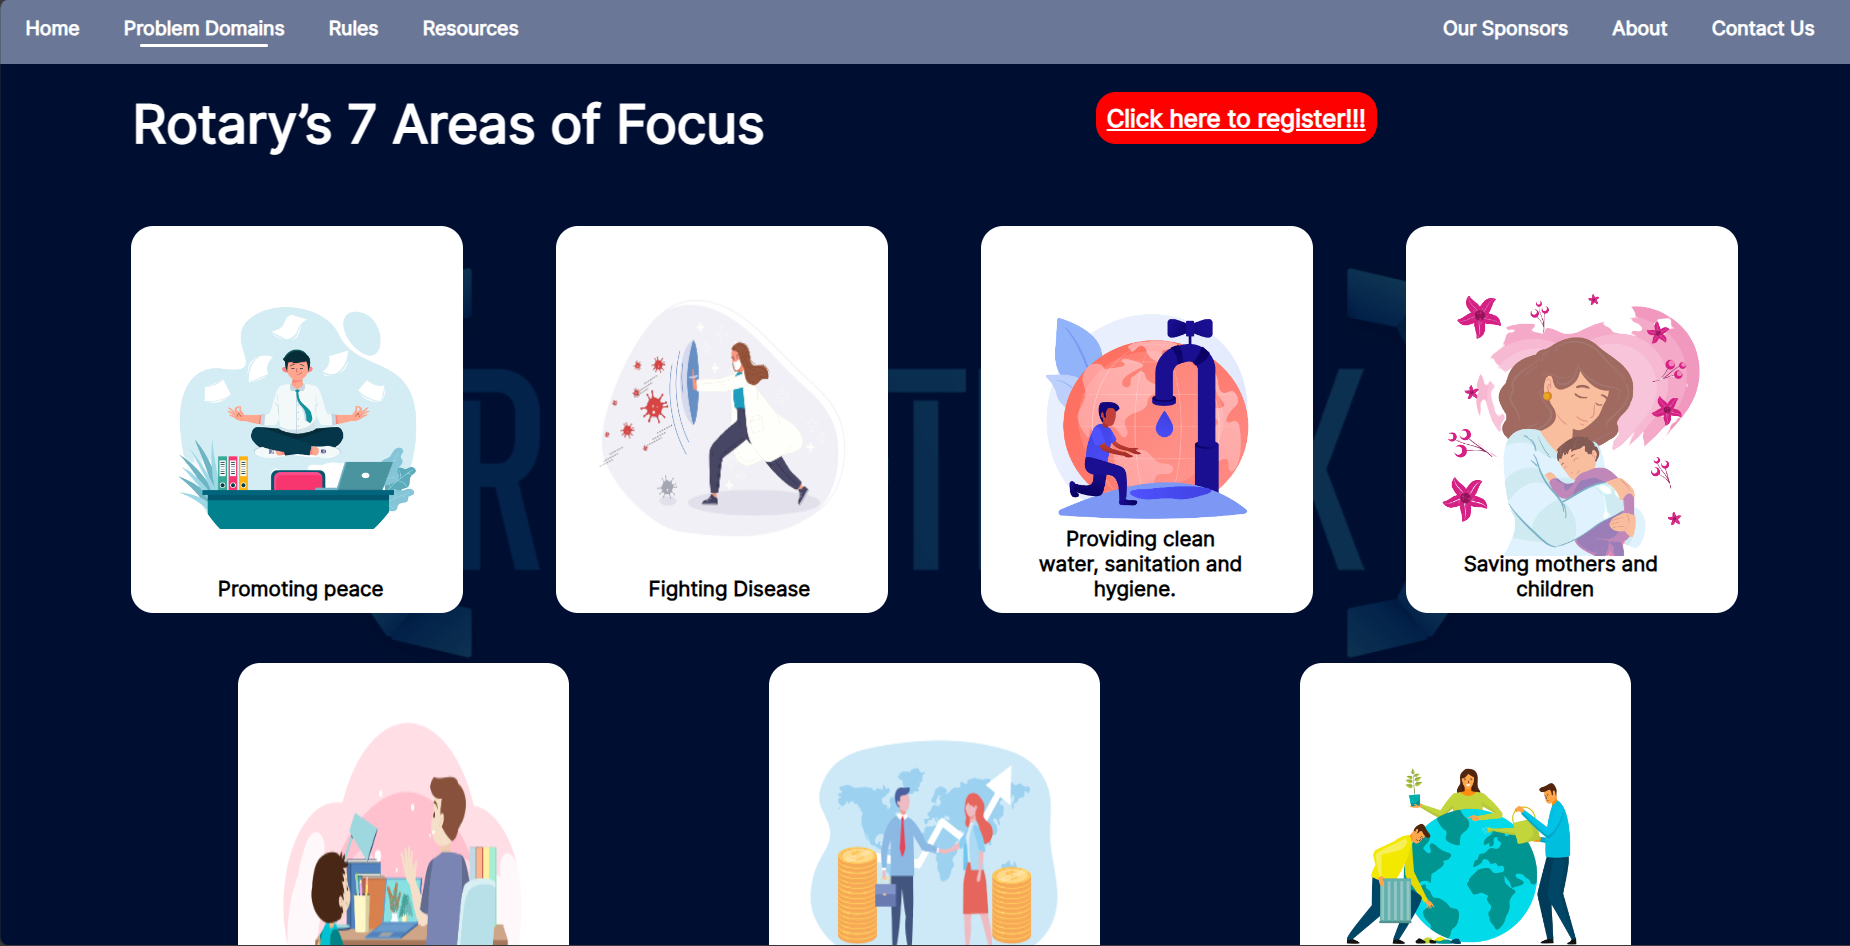 Home Problem Domains Rules Resources Our Sponsors About Contact Us
Rotary’s 7 Areas of Focus
Click here to register!!!
Promoting peace
Fighting Disease
Providing clean
water, sanitation and
hygiene.
Saving mothers and
children